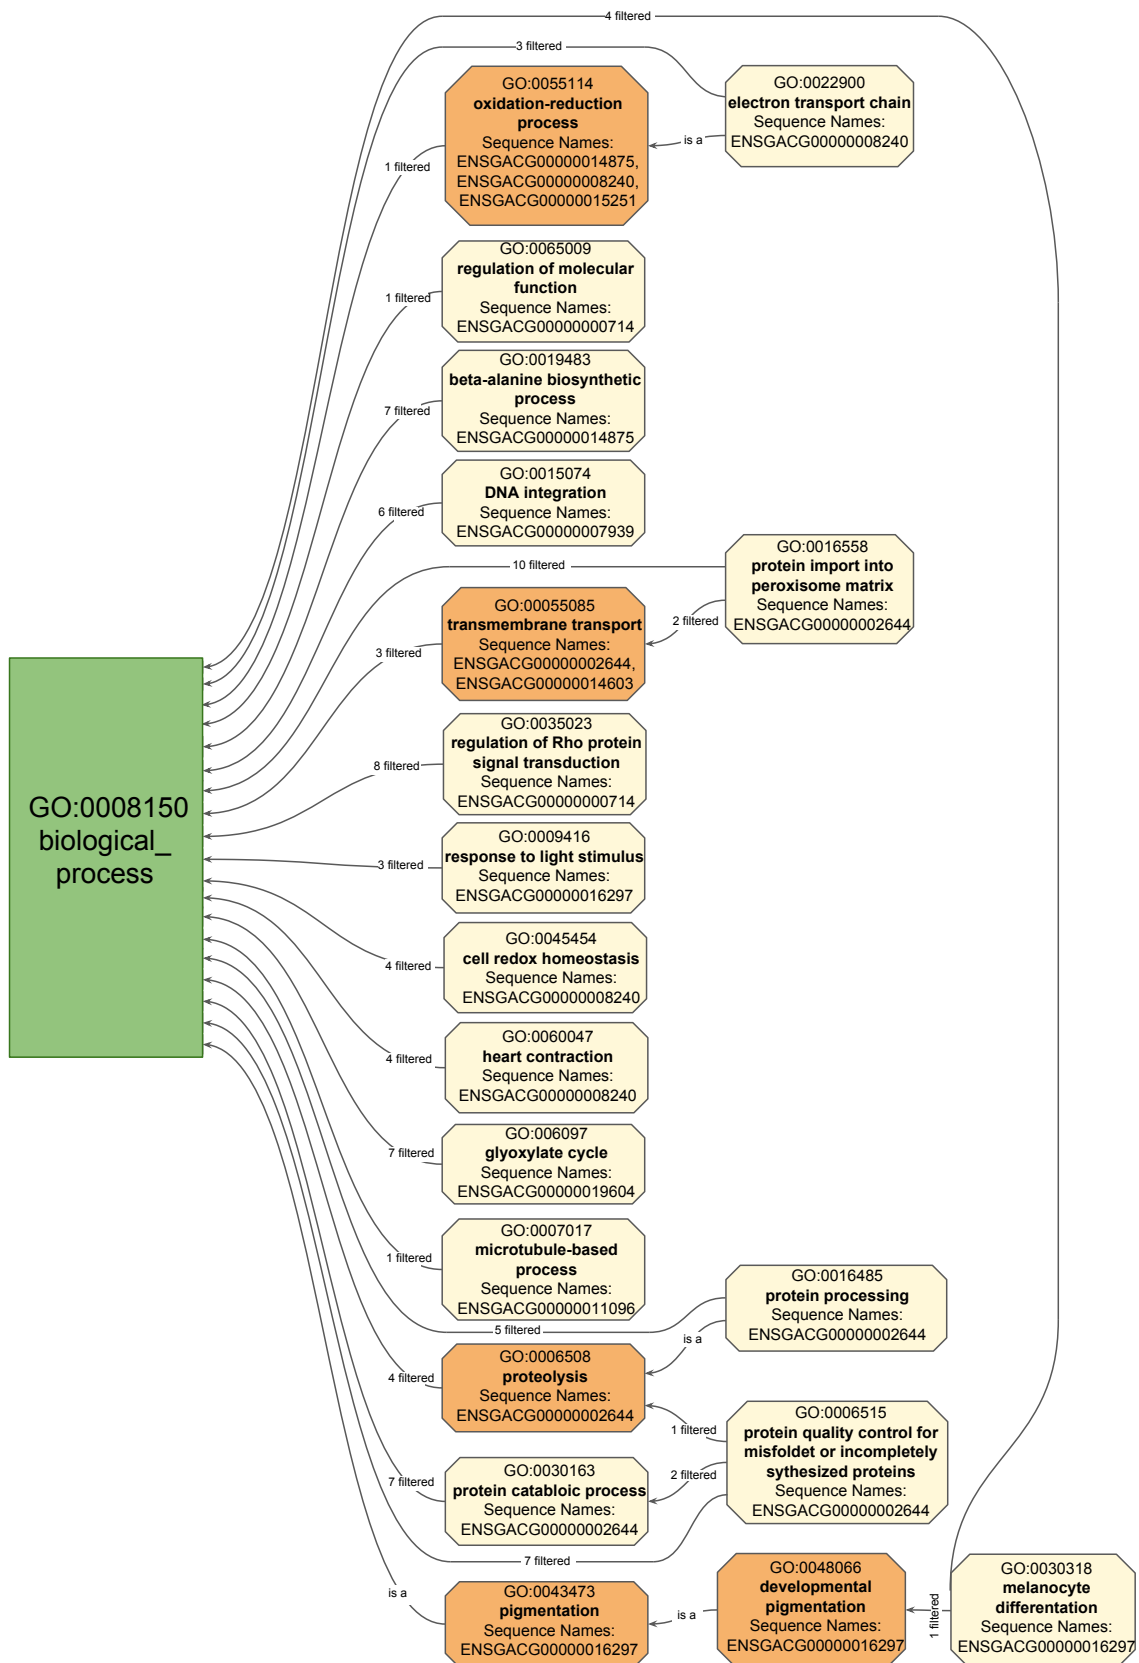 4 filtered
3 filtered
GO:0055114
oxidation-reduction
process
Sequence Names:
ENSGACG00000014875,
ENSGACG00000008240,
ENSGACG00000015251
1 filtered
is a
GO:0022900
electron transport chain
Sequence Names:
ENSGACG00000008240
GO:0065009
regulation of molecular
function
Sequence Names:
ENSGACG00000000714
1 filtered
GO:0019483
beta-alanine biosynthetic
process
Sequence Names:
ENSGACG00000014875
7 filtered
GO:0015074
DNA integration
Sequence Names:
ENSGACG00000007939
6 filtered
10 filtered
GO:0016558
protein import into
peroxisome matrix
Sequence Names:
ENSGACG00000002644
2 filtered
GO:00055085
transmembrane transport
Sequence Names:
ENSGACG00000002644,
ENSGACG00000014603
3 filtered
GO:0035023
regulation of Rho protein
signal transduction
Sequence Names:
ENSGACG00000000714
8 filtered
GO:0008150
biological_
process
GO:0009416
response to light stimulus
Sequence Names:
ENSGACG00000016297
3 filtered
GO:0045454
cell redox homeostasis
Sequence Names:
ENSGACG00000008240
4 filtered
GO:0060047
heart contraction
Sequence Names:
ENSGACG00000008240
4 filtered
GO:006097
glyoxylate cycle
Sequence Names:
ENSGACG00000019604
7 filtered
GO:0007017
microtubule-based
process
Sequence Names:
ENSGACG00000011096
1 filtered
5 filtered
GO:0016485
protein processing
Sequence Names:
ENSGACG00000002644
is a
GO:0006508
proteolysis
Sequence Names:
ENSGACG00000002644
4 filtered
1 filtered
GO:0006515
protein quality control for
misfoldet or incompletely
sythesized proteins
Sequence Names:
ENSGACG00000002644
2 filtered
GO:0030163
protein catabloic process
Sequence Names:
ENSGACG00000002644
7 filtered
7 filtered
GO:0043473
pigmentation
Sequence Names:
ENSGACG00000016297
is a
is a
GO:0048066
developmental
pigmentation
Sequence Names:
ENSGACG00000016297
1 filtered
GO:0030318
melanocyte
differentation
Sequence Names:
ENSGACG00000016297